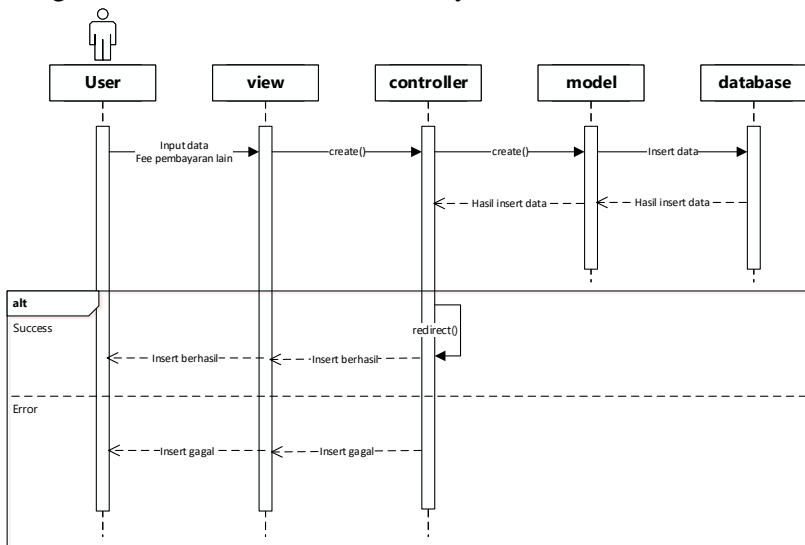 User
view
controller
model
database
Input data
Fee pembayaran lain
create()
create()
Insert data
Hasil insert data
Hasil insert data
alt
Success
redirect()
Insert berhasil
Insert berhasil
Error
Insert gagal
Insert gagal